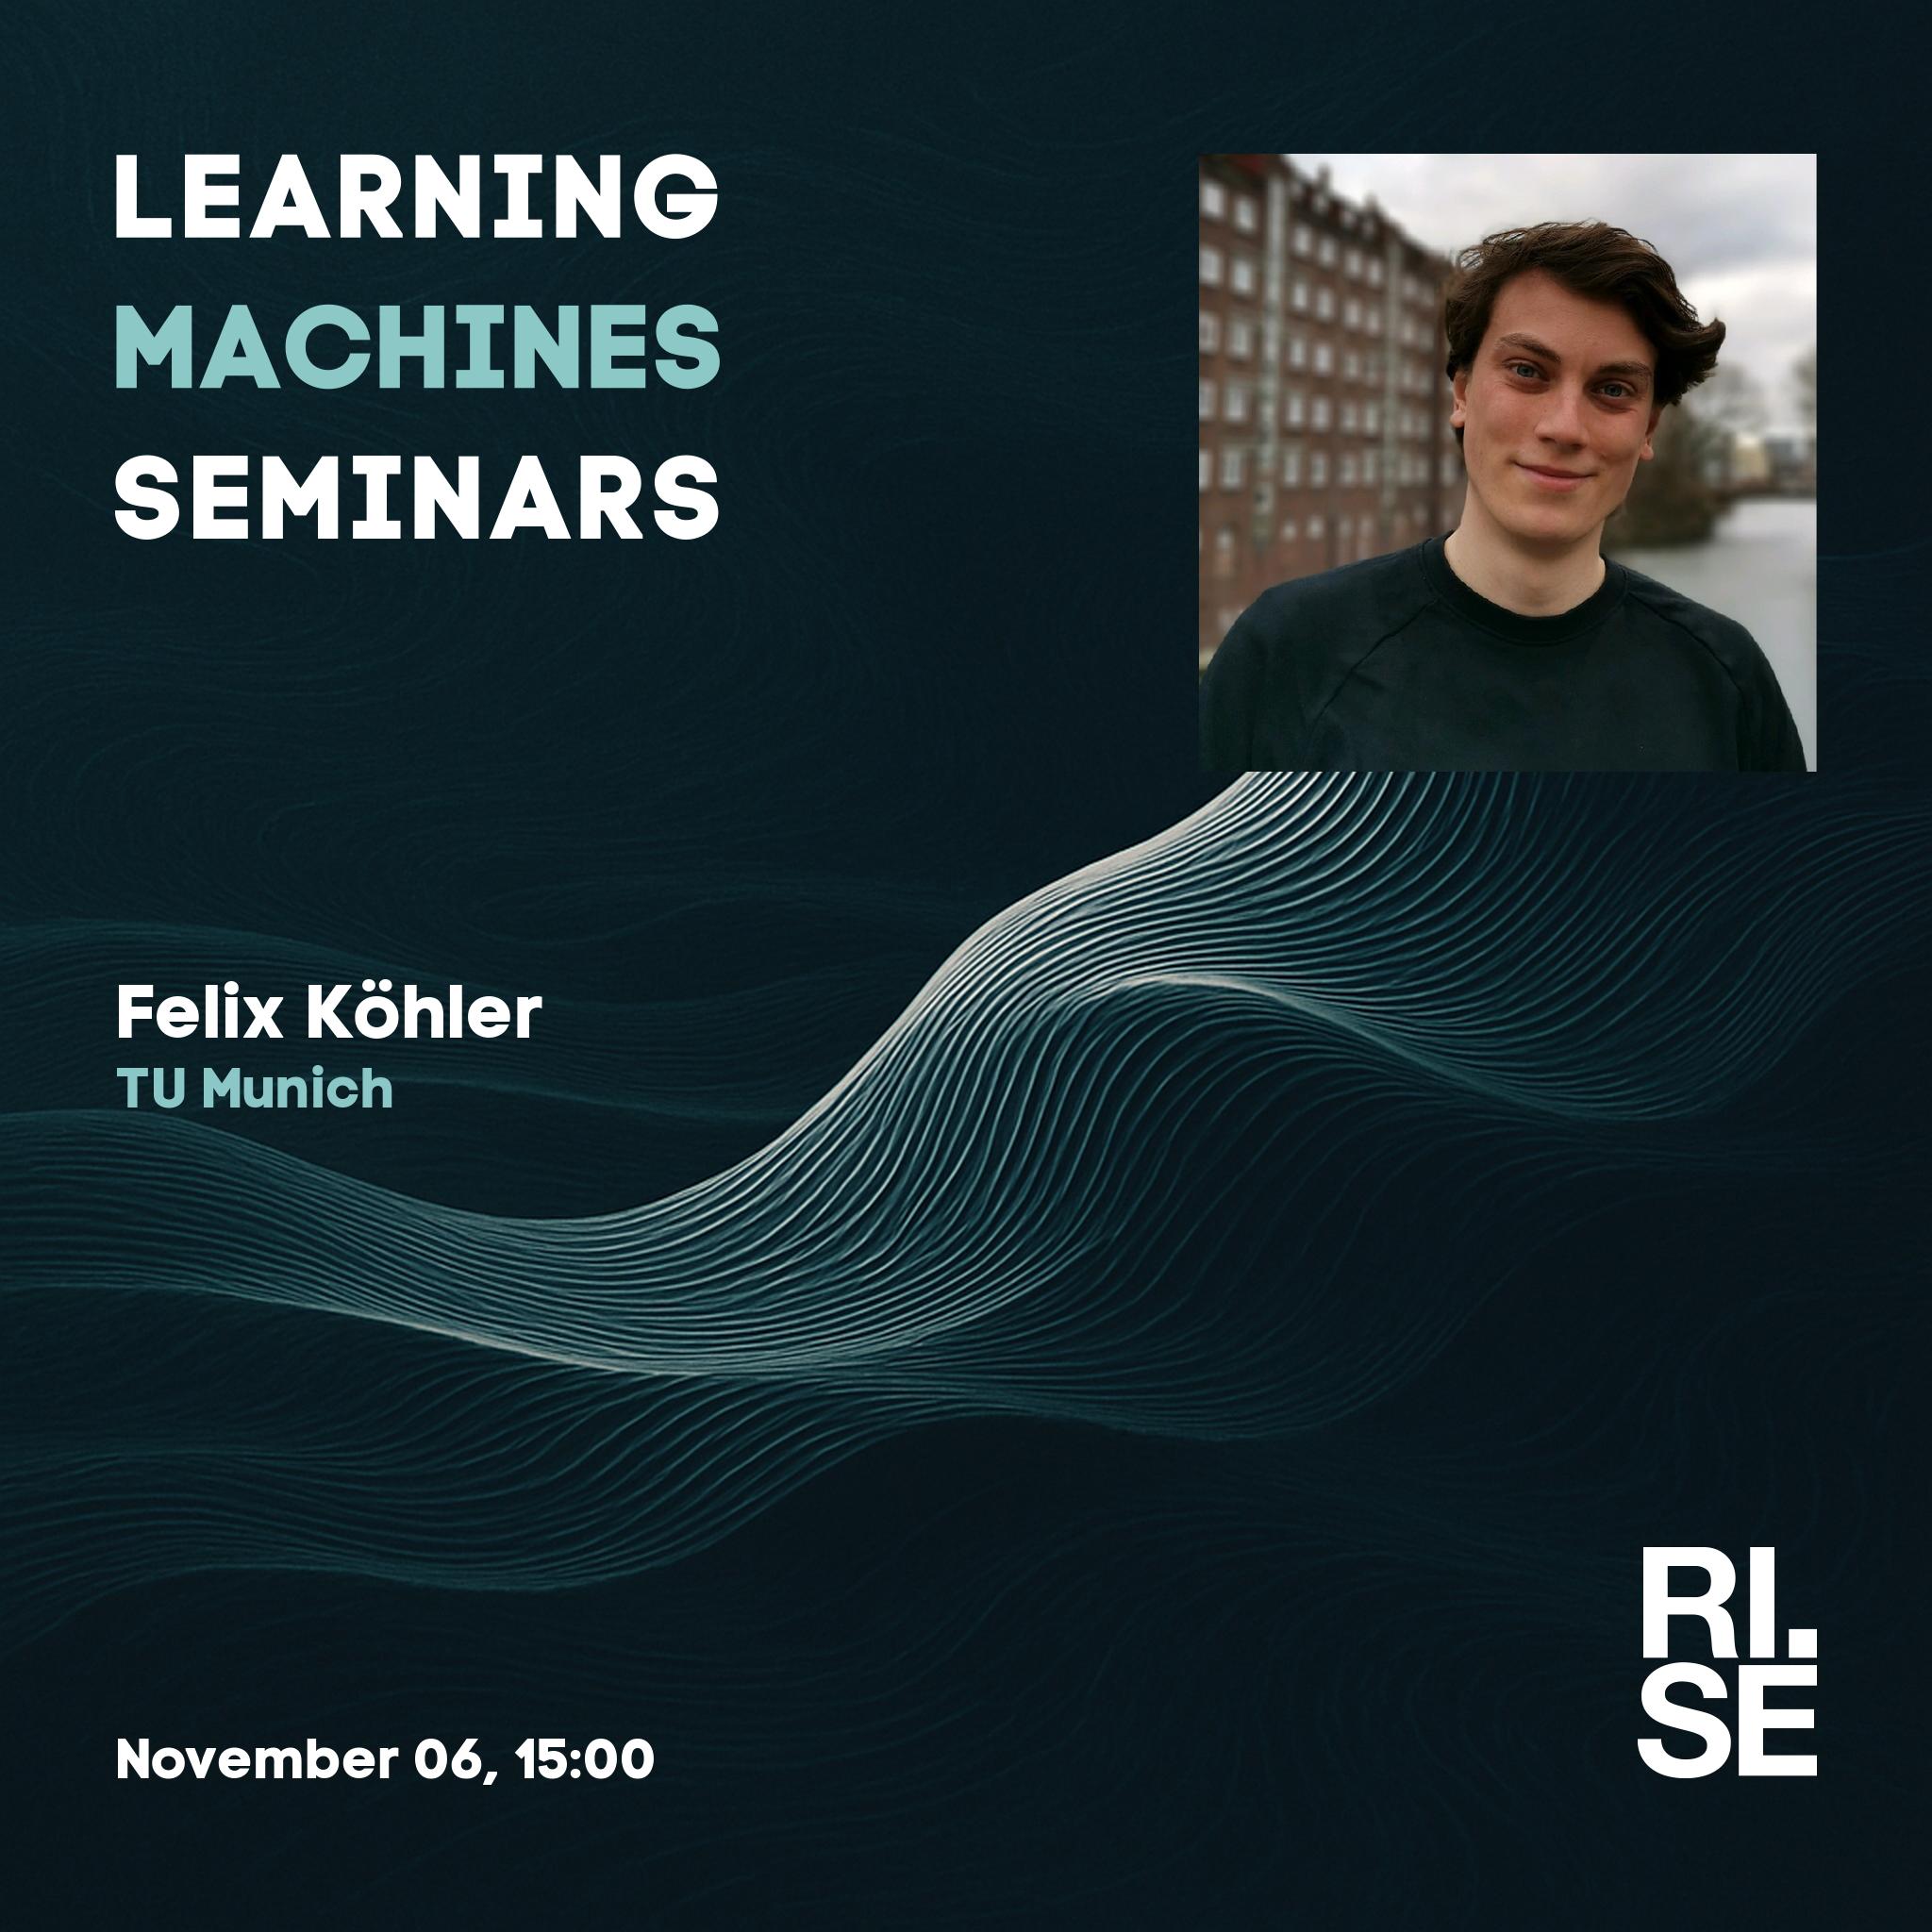 LEARNING
MACHINES
SEMINARS
Felix Köhler
TU Munich
November 06, 15:00
RI.
SE